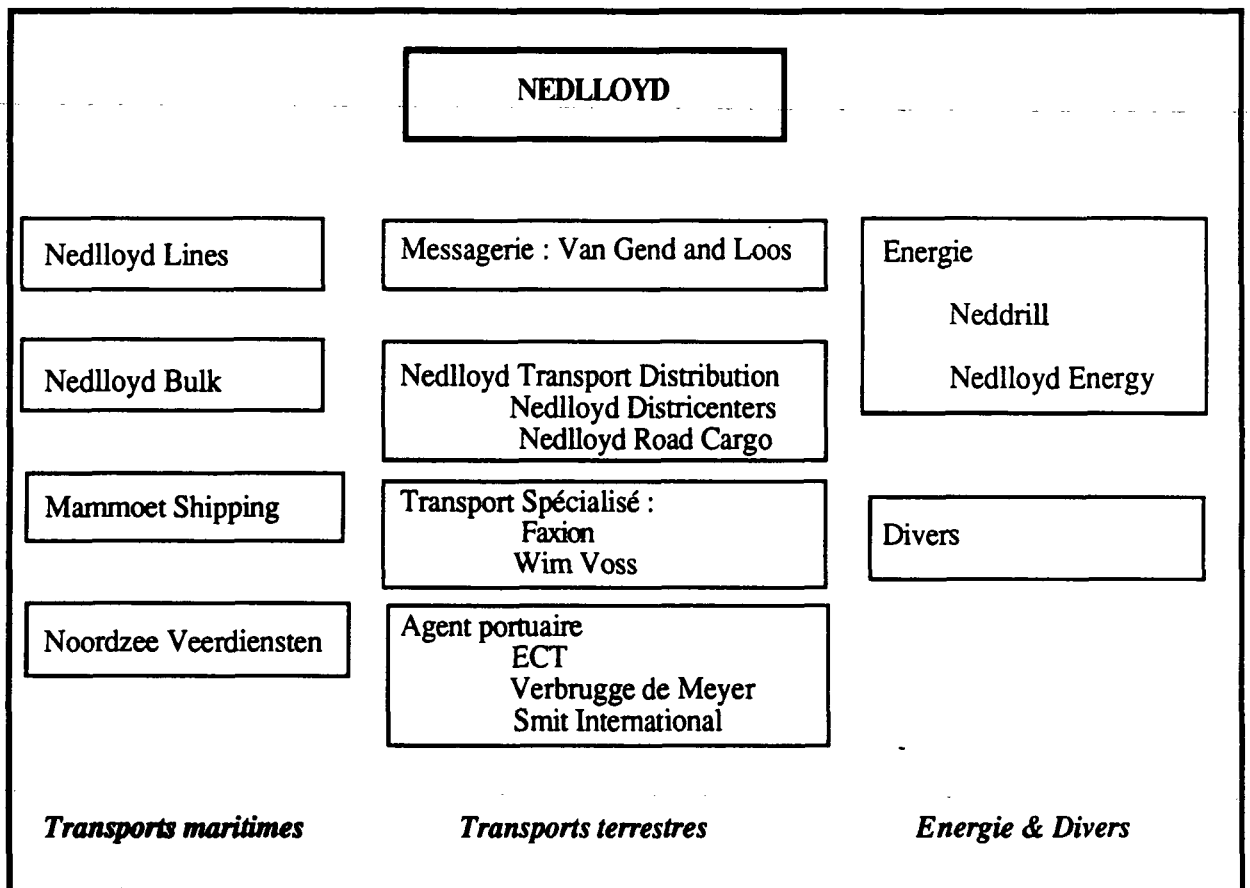 NEDLLOYD
Nedlloyd Lines
Nedlloyd Bulk
Mammoet Shipping
Noordzee Veerdiensten
Transports maritimes
Messagerie : Van Gend and Loos
Nedlloyd Transport Distribution
Nedlloyd Districenters
Nedlloyd Road Cargo
Transport Spécialisé :
Faxion
Wim Voss
Agent portuaire
ECT
Verbrugge de Meyer
Smit International
Transports terrestres
Energie
Neddrill
Nedlloyd Energy
Divers
Energie & Divers